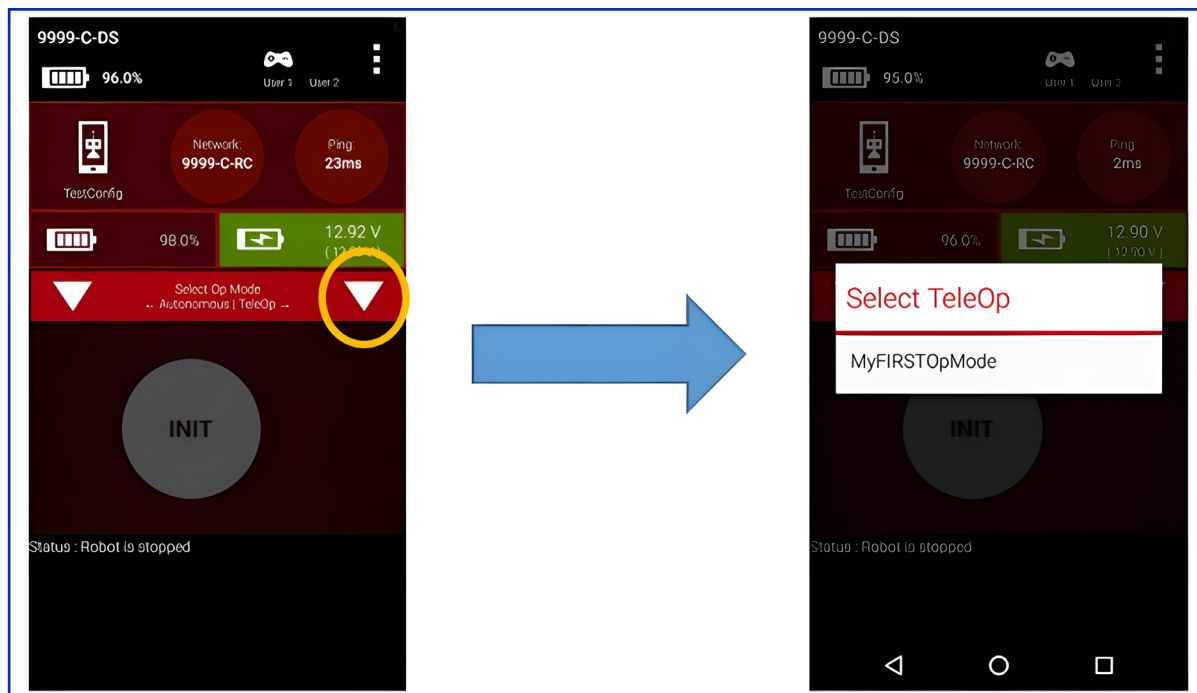 9999-C-DS
96.0%
User 1 User 2
Network:
9999-C-RC
Ping:
23ms
TestConfig
98.0%
12.92 V
Select Op Mode
← Autonomous | TeleOp →
INIT
Status : Robot is stopped
9999-C-DS
95.0%
User 1 User 2
Network:
9999-C-RC
Ping
2ms
TestConfig
96.0%
12.90 V
( 12.90 V )
Select TeleOp
MyFIRSTOpMode
INIT
Status : Robot is stopped